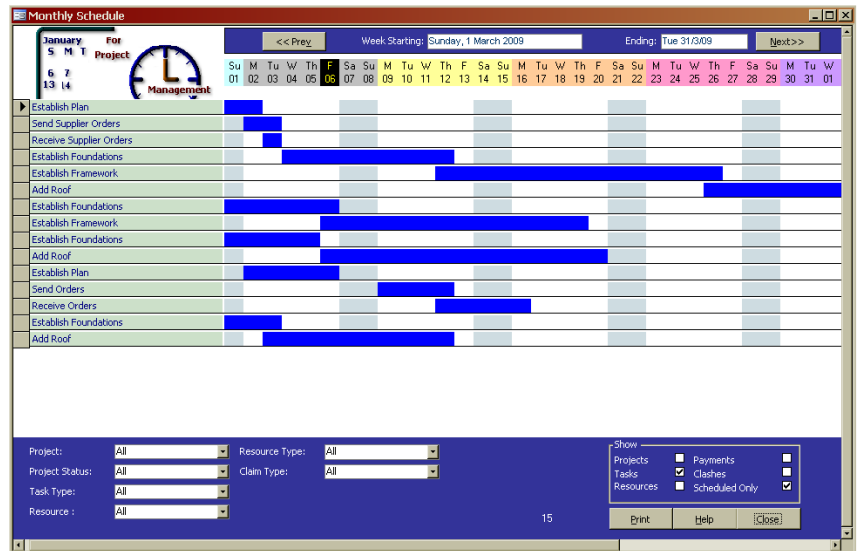 Monthly Schedule
January For
S M T Project
6 7
13 14
Management
<< Prev Week Starting: Sunday, 1 March 2009 Ending: Tue 31/3/09 Next>>
Su M Tu W Th F Sa Su M Tu W Th F Sa Su M Tu W Th F Sa Su M Tu W Th F Sa Su M Tu W
01 02 03 04 05 06 07 08 09 10 11 12 13 14 15 16 17 18 19 20 21 22 23 24 25 26 27 28 29 30 31 01
Establish Plan
Send Supplier Orders
Receive Supplier Orders
Establish Foundations
Establish Framework
Add Roof
Establish Foundations
Establish Framework
Establish Foundations
Add Roof
Establish Plan
Send Orders
Receive Orders
Establish Foundations
Add Roof
Project: All Resource Type: All
Project Status: All Claim Type: All
Task Type: All
Resource : All
Show
Projects Payments
Tasks Clashes
Resources Scheduled Only
15 Print Help Close